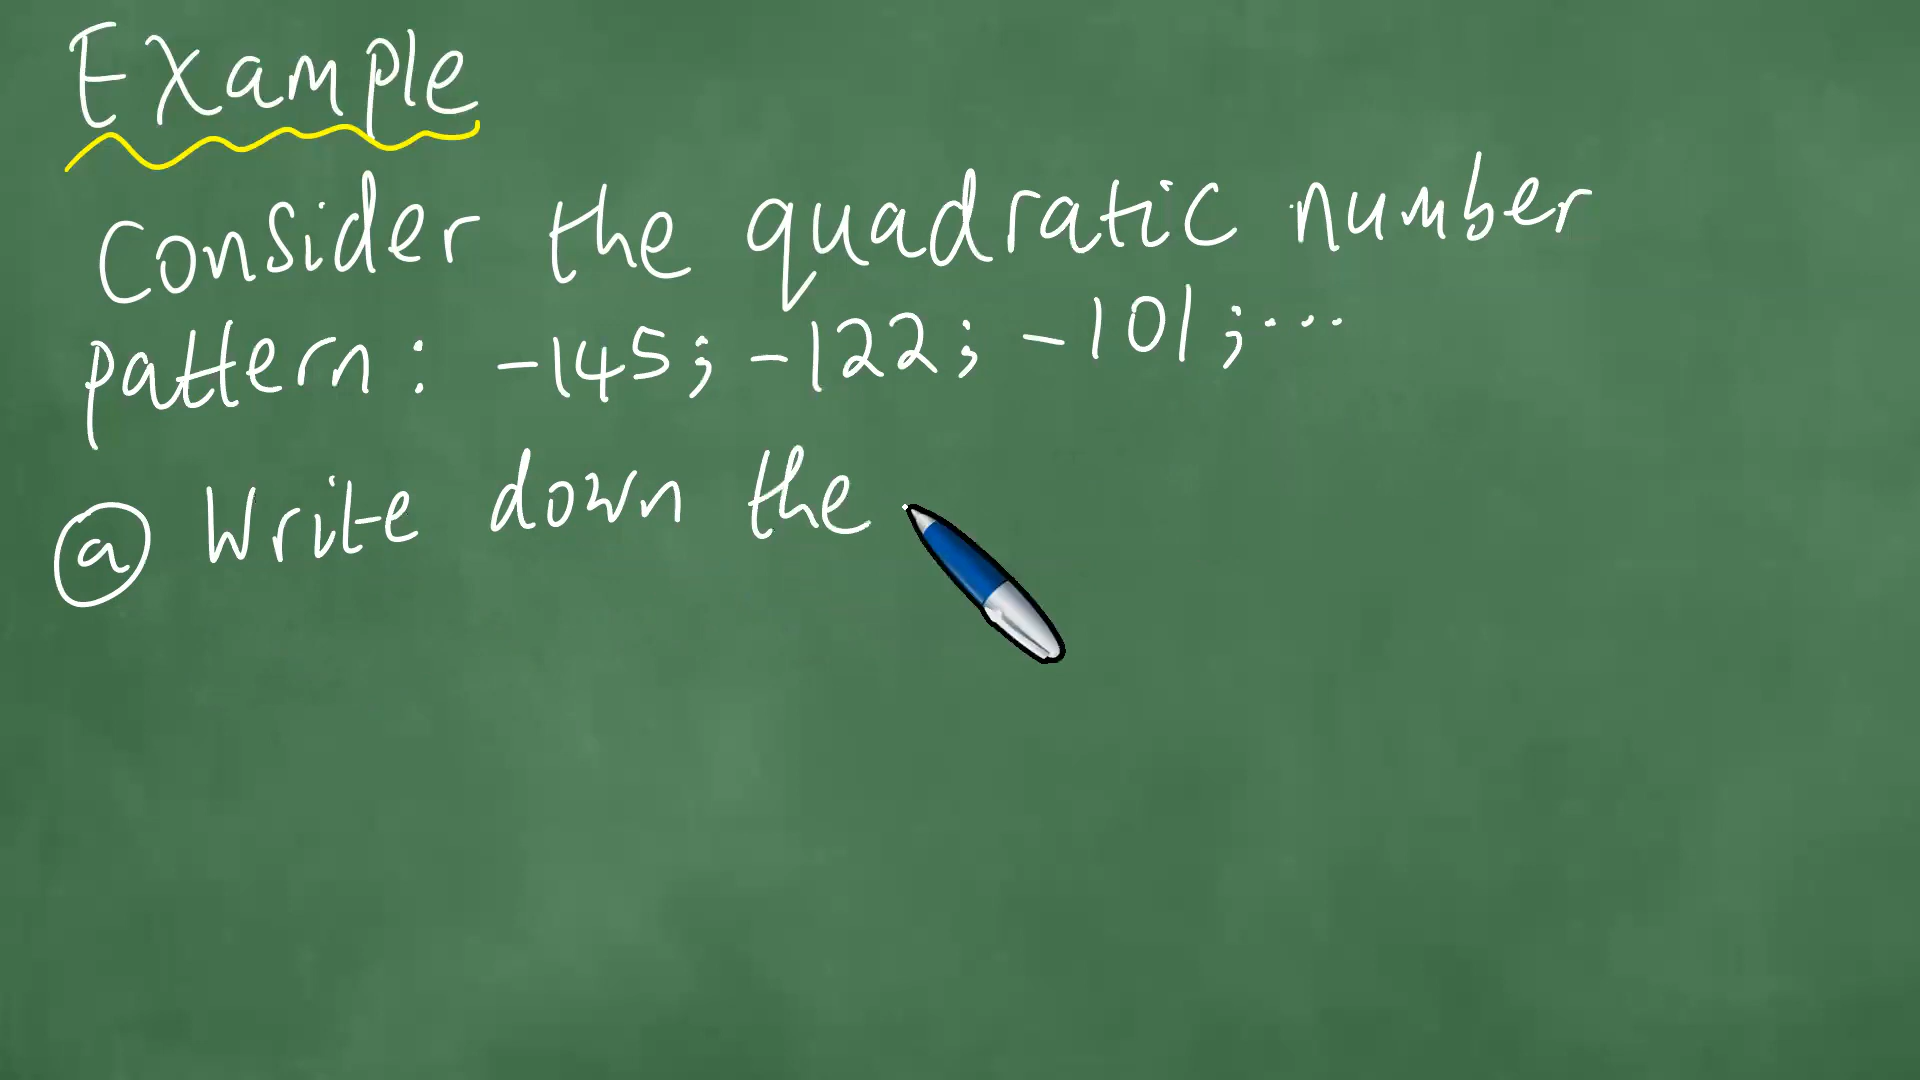 Example
Consider the quadratic number
pattern: -145; -122; -101; ...
(a) Write down the